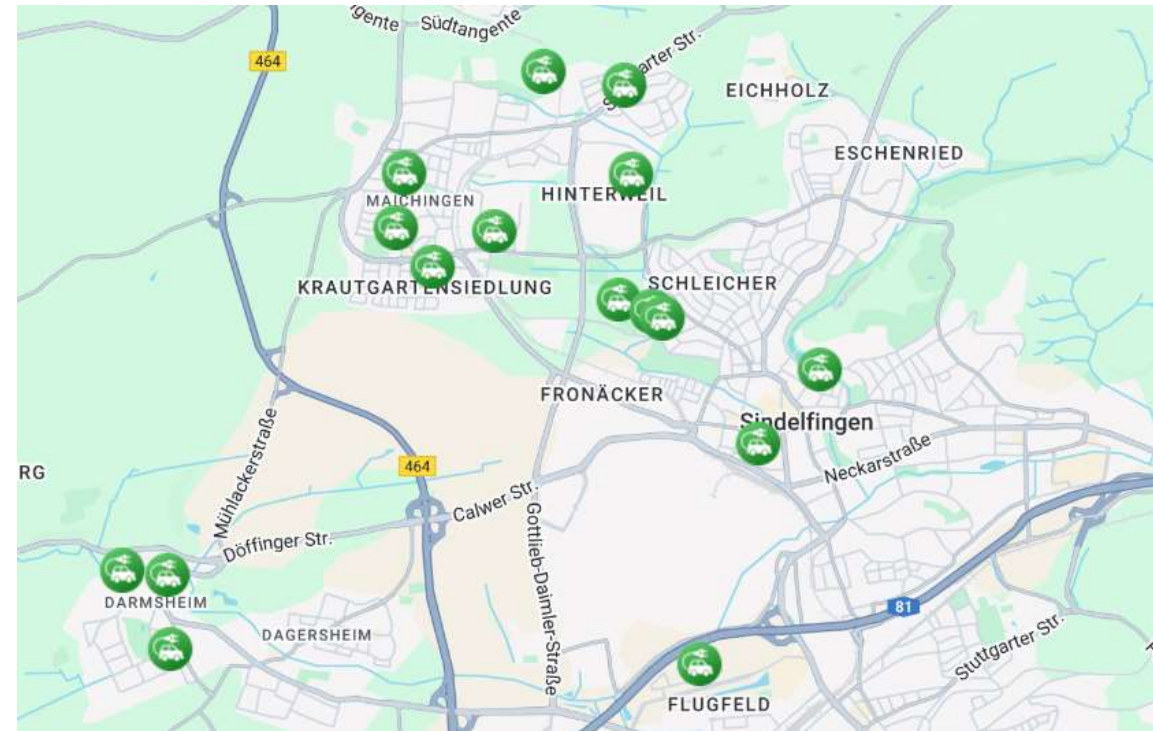 gente
Südtangente
464
EICHHOLZ
ESCHENRIED
MAICHINGEN
HINTERWEIL
KRAUTGARTENSIEDLUNG
SCHLEICHER
FRONÄCKER
Sindelfingen
Neckarstraße
RG
Mühlackerstraße
464
Calwer Str.
Döffinger Str.
Gottlieb-Daimler-Straße
DARMSHEIM
DAGERSHEIM
81
Stuttgarter Str.
FLUGFELD